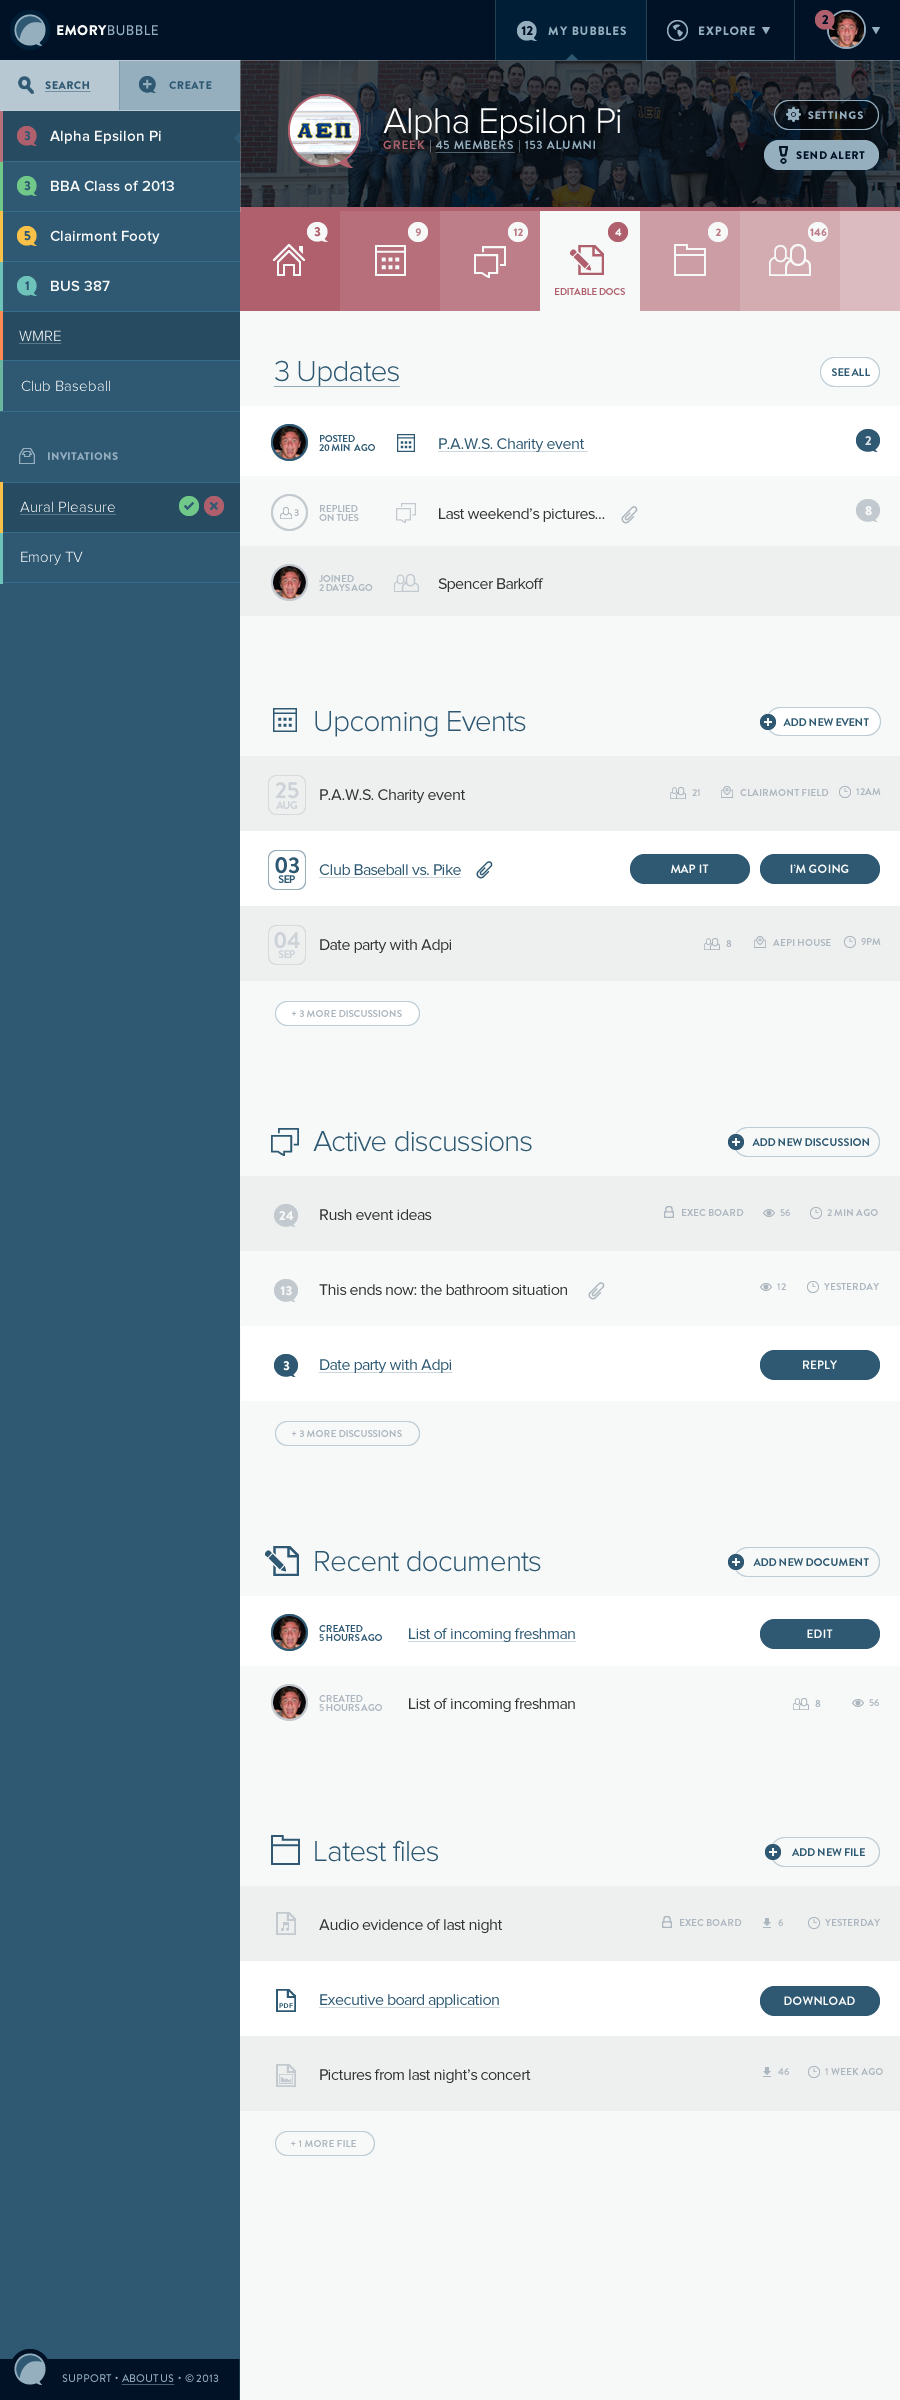 EMORYBUBBLE
12 MY BUBBLES
EXPLORE
2
SEARCH
CREATE
3 Alpha Epsilon Pi
3 BBA Class of 2013
5 Clairmont Footy
1 BUS 387
WMRE
Club Baseball
INVITATIONS
Aural Pleasure
Emory TV
ΑΕΠ
Alpha Epsilon Pi
GREEK | 45 MEMBERS | 153 ALUMNI
SETTINGS
SEND ALERT
3
9
12
4
2
146
EDITABLE DOCS
3 Updates
SEE ALL
POSTED
20 MIN AGO
P.A.W.S. Charity event
2
3
REPLIED
ON TUES
Last weekend's pictures...
8
JOINED
2 DAYS AGO
Spencer Barkoff
Upcoming Events
ADD NEW EVENT
25
AUG
P.A.W.S. Charity event
21
CLAIRMONT FIELD
12AM
03
SEP
Club Baseball vs. Pike
MAP IT
I'M GOING
04
SEP
Date party with Adpi
8
AEPI HOUSE
9PM
+ 3 MORE DISCUSSIONS
Active discussions
ADD NEW DISCUSSION
24
Rush event ideas
EXEC BOARD
56
2 MIN AGO
13
This ends now: the bathroom situation
12
YESTERDAY
3
Date party with Adpi
REPLY
+ 3 MORE DISCUSSIONS
Recent documents
ADD NEW DOCUMENT
CREATED
5 HOURS AGO
List of incoming freshman
EDIT
CREATED
5 HOURS AGO
List of incoming freshman
8
56
Latest files
ADD NEW FILE
Audio evidence of last night
EXEC BOARD
6
YESTERDAY
PDF
Executive board application
DOWNLOAD
Pictures from last night's concert
46
1 WEEK AGO
+ 1 MORE FILE
SUPPORT • ABOUT US • © 2013